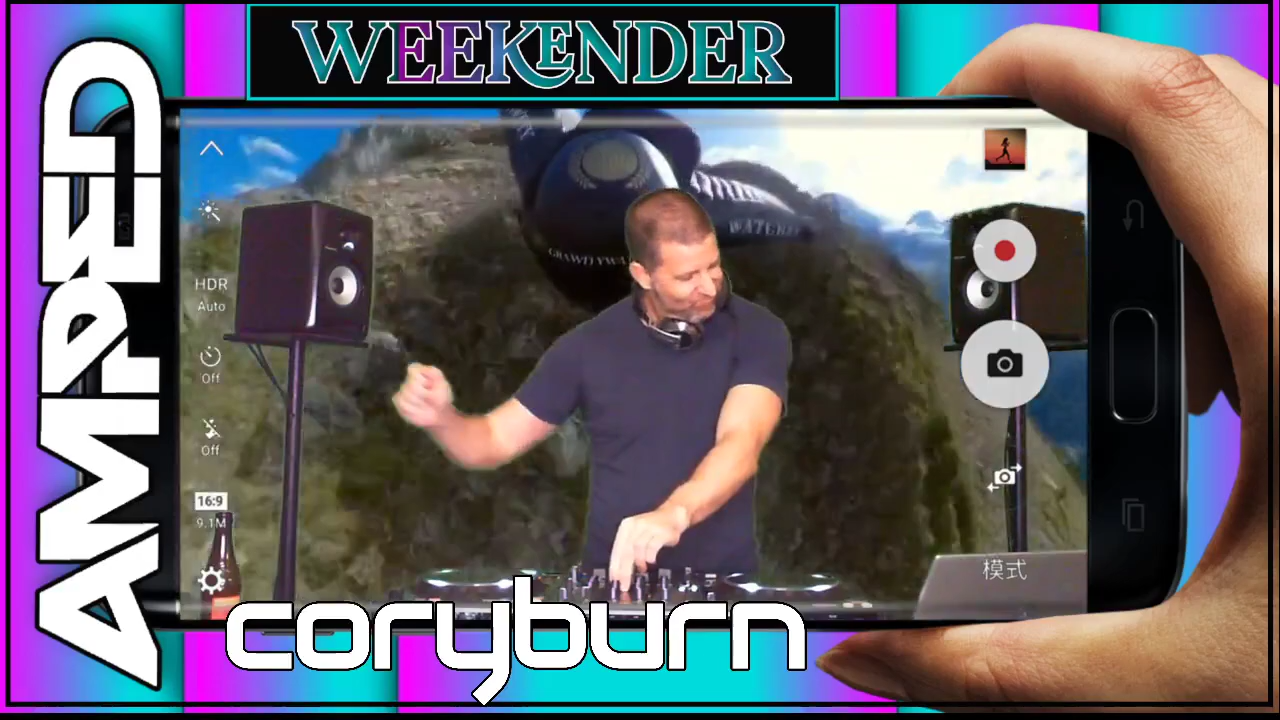 WEEKENDER
AMPED
HDR
Auto
Off
Off
16:9
9.1M
模式
coryburn